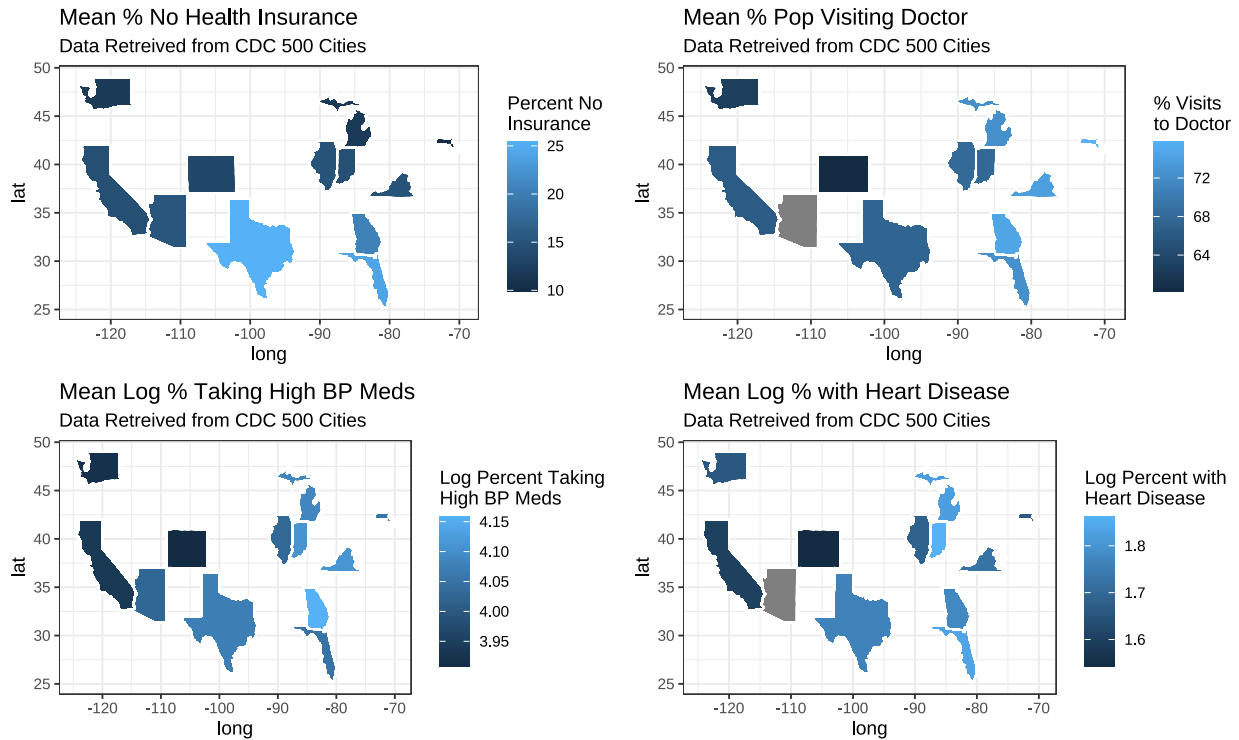 Mean % No Health Insurance
Data Retreived from CDC 500 Cities
50
45
40
35
30
25
lat
-120
-110
-100
-90
-80
-70
long
Percent No
Insurance
25
20
15
10
Mean % Pop Visiting Doctor
Data Retreived from CDC 500 Cities
50
45
40
35
30
25
lat
-120
-110
-100
-90
-80
-70
long
% Visits
to Doctor
72
68
64
Mean Log % Taking High BP Meds
Data Retreived from CDC 500 Cities
50
45
40
35
30
25
lat
-120
-110
-100
-90
-80
-70
long
Log Percent Taking
High BP Meds
4.15
4.10
4.05
4.00
3.95
Mean Log % with Heart Disease
Data Retreived from CDC 500 Cities
50
45
40
35
30
25
lat
-120
-110
-100
-90
-80
-70
long
Log Percent with
Heart Disease
1.8
1.7
1.6